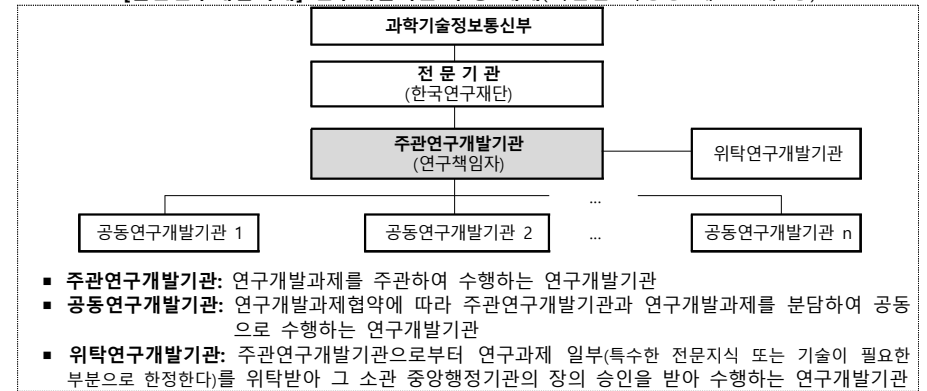 과학기술정보통신부
전 문 기 관
(한국연구재단)
주관연구개발기관
(연구책임자)
위탁연구개발기관
...
공동연구개발기관 1
공동연구개발기관 2
...
공동연구개발기관 n
▪ 주관연구개발기관: 연구개발과제를 주관하여 수행하는 연구개발기관
▪ 공동연구개발기관: 연구개발과제협약에 따라 주관연구개발기관과 연구개발과제를 분담하여 공동
으로 수행하는 연구개발기관
▪ 위탁연구개발기관: 주관연구개발기관으로부터 연구과제 일부(특수한 전문지식 또는 기술이 필요한
부분으로 한정한다)를 위탁받아 그 소관 중앙행정기관의 장의 승인을 받아 수행하는 연구개발기관